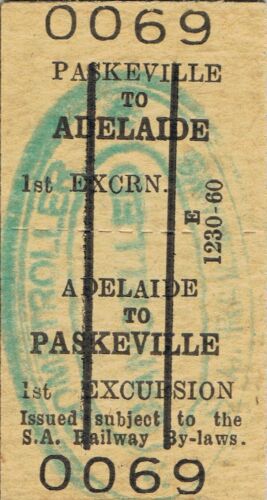 0069
PASKEVILLE
TO
ADELAIDE
1st EXCRN.
E
1230-60
ADELAIDE
TO
PASKEVILLE
1st EXCURSION
Issued subject to the
S.A. Railway By-laws.
0069